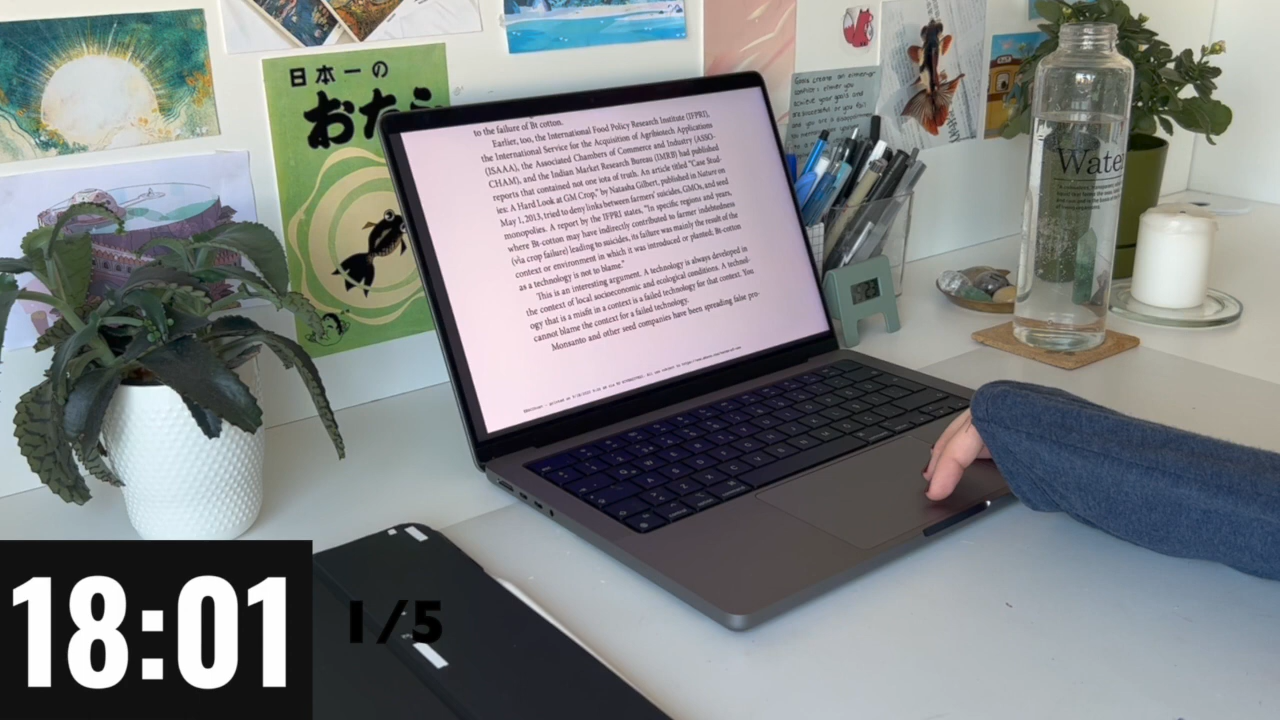 日本一の
おたら
to the failure of Bt cotton.
Earlier, too, the International Food Policy Research Institute (IFPRI),
the International Service for the Acquisition of Agribiotech Applications
(ISAAA), the Associated Chambers of Commerce and Industry (ASSO-
CHAM), and the Indian Market Research Bureau (IMRB) had published
reports that contained not one iota of truth. An article titled "Case Stud-
ies: A Hard Look at GM Crop," by Natasha Gilbert, published in Nature on
May 1, 2013, tried to deny links between farmers' suicides, GMOs, and seed
monopolies. A report by the IFPRI states, "In specific regions and years,
where Bt-cotton may have indirectly contributed to farmer indebtedness
(via crop failure) leading to suicides, its failure was mainly the result of the
context or environment in which it was introduced or planted; Bt-cotton
as a technology is not to blame."
This is an interesting argument. A technology is always developed in
the context of local socioeconomic and ecological conditions. A technol-
ogy that is a misfit in a context is a failed technology for that context. You
cannot blame the context for a failed technology.
Monsanto and other seed companies have been spreading false pro-
Water
18:01
1/5